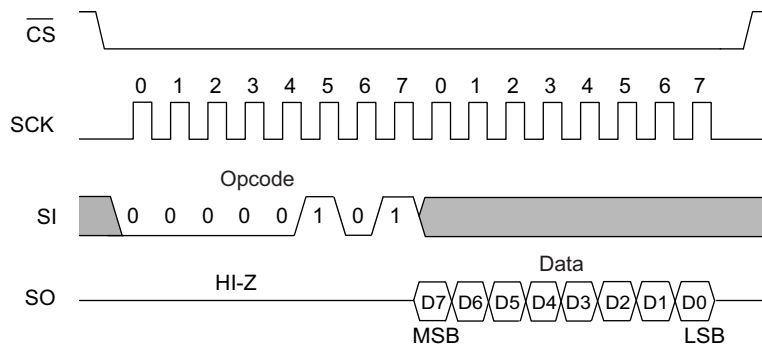 CS
0 1 2 3 4 5 6 7 0 1 2 3 4 5 6 7
SCK
Opcode
SI 0 0 0 0 0 1 0 1
Data
HI-Z
SO D7 D6 D5 D4 D3 D2 D1 D0
MSB LSB